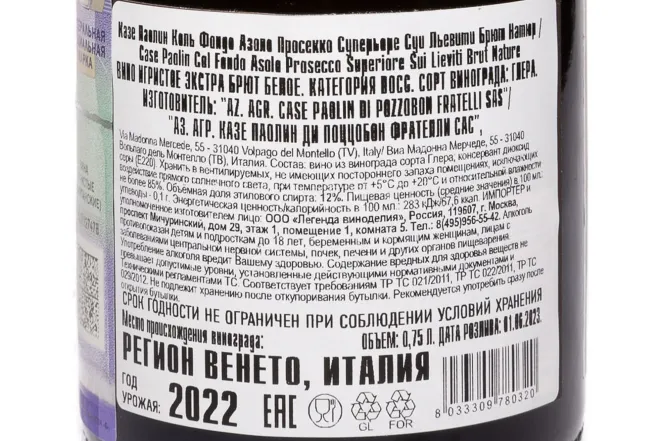 Казе Паолин Коль Фондо Азоло Просекко Супериоре Суи Льевити Брют Натюр /
Case Paolin Col Fondo Asolo Prosecco Superiore Sui Lieviti Brut Nature
ВИНО ИГРИСТОЕ ЭКСТРА БРЮТ БЕЛОЕ. КАТЕГОРИЯ DOCG. СОРТ ВИНОГРАДА: ГЛЕРА.
ИЗГОТОВИТЕЛЬ: "AZ. AGR. CASE PAOLIN DI POZZOBON FRATELLI SAS"/
"АЗ. АГР. КАЗЕ ПАОЛИН ДИ ПОЦЦОБОН ФРАТЕЛЛИ САС",
Via Madonna Mercede, 55 - 31040 Volpago del Montello (TV), Italy/ Виа Мадонна Мерчеде, 55 - 31040
Вольпаго дель Монтелло (ТВ), Италия. Состав: вино из винограда сорта Глера, консервант диоксид
серы (E220). Хранить в вентилируемых, не имеющих постороннего запаха помещениях, исключающих
воздействие прямого солнечного света, при температуре от +5°С до +20°С и относительной влажности
не более 85%. Объёмная доля этилового спирта: 12%. Пищевая ценность (средние значения) в 100 мл:
углеводы - 0,1 г. Энергетическая ценность/калорийность в 100 мл.: 283 кДж/67,6 ккал. ИМПОРТЕР И
уполномоченное изготовителем лицо: ООО «Легенда виноделия», Россия, 119607, г. Москва,
проспект Мичуринский, дом 29, этаж 1, помещение 1, комната 5. Тел.: 8(495)956-55-42. Алкоголь
противопоказан детям и подросткам до 18 лет, беременным и кормящим женщинам, лицам с
заболеваниями центральной нервной системы, почек, печени и других органов пищеварения.
Употребление алкоголя вредит Вашему здоровью. Содержание вредных для здоровья веществ не
превышает допустимые уровни, установленные действующими нормативными документами и
Техническими регламентами ТС. Соответствует требованиям ТР ТС 021/2011, ТР ТС 022/2011, ТР ТС
029/2012. Не подлежит хранению после откупоривания бутылки. Рекомендуется употребить сразу после
открытия бутылки.
СРОК ГОДНОСТИ НЕ ОГРАНИЧЕН ПРИ СОБЛЮДЕНИИ УСЛОВИЙ ХРАНЕНИЯ
Место происхождения винограда:
ОБЪЕМ: 0,75 Л. ДАТА РОЗЛИВА: 01.06.2023.
РЕГИОН ВЕНЕТО, ИТАЛИЯ
ГОД
УРОЖАЯ: 2022 EAC
GL FOR
8 033309 780320